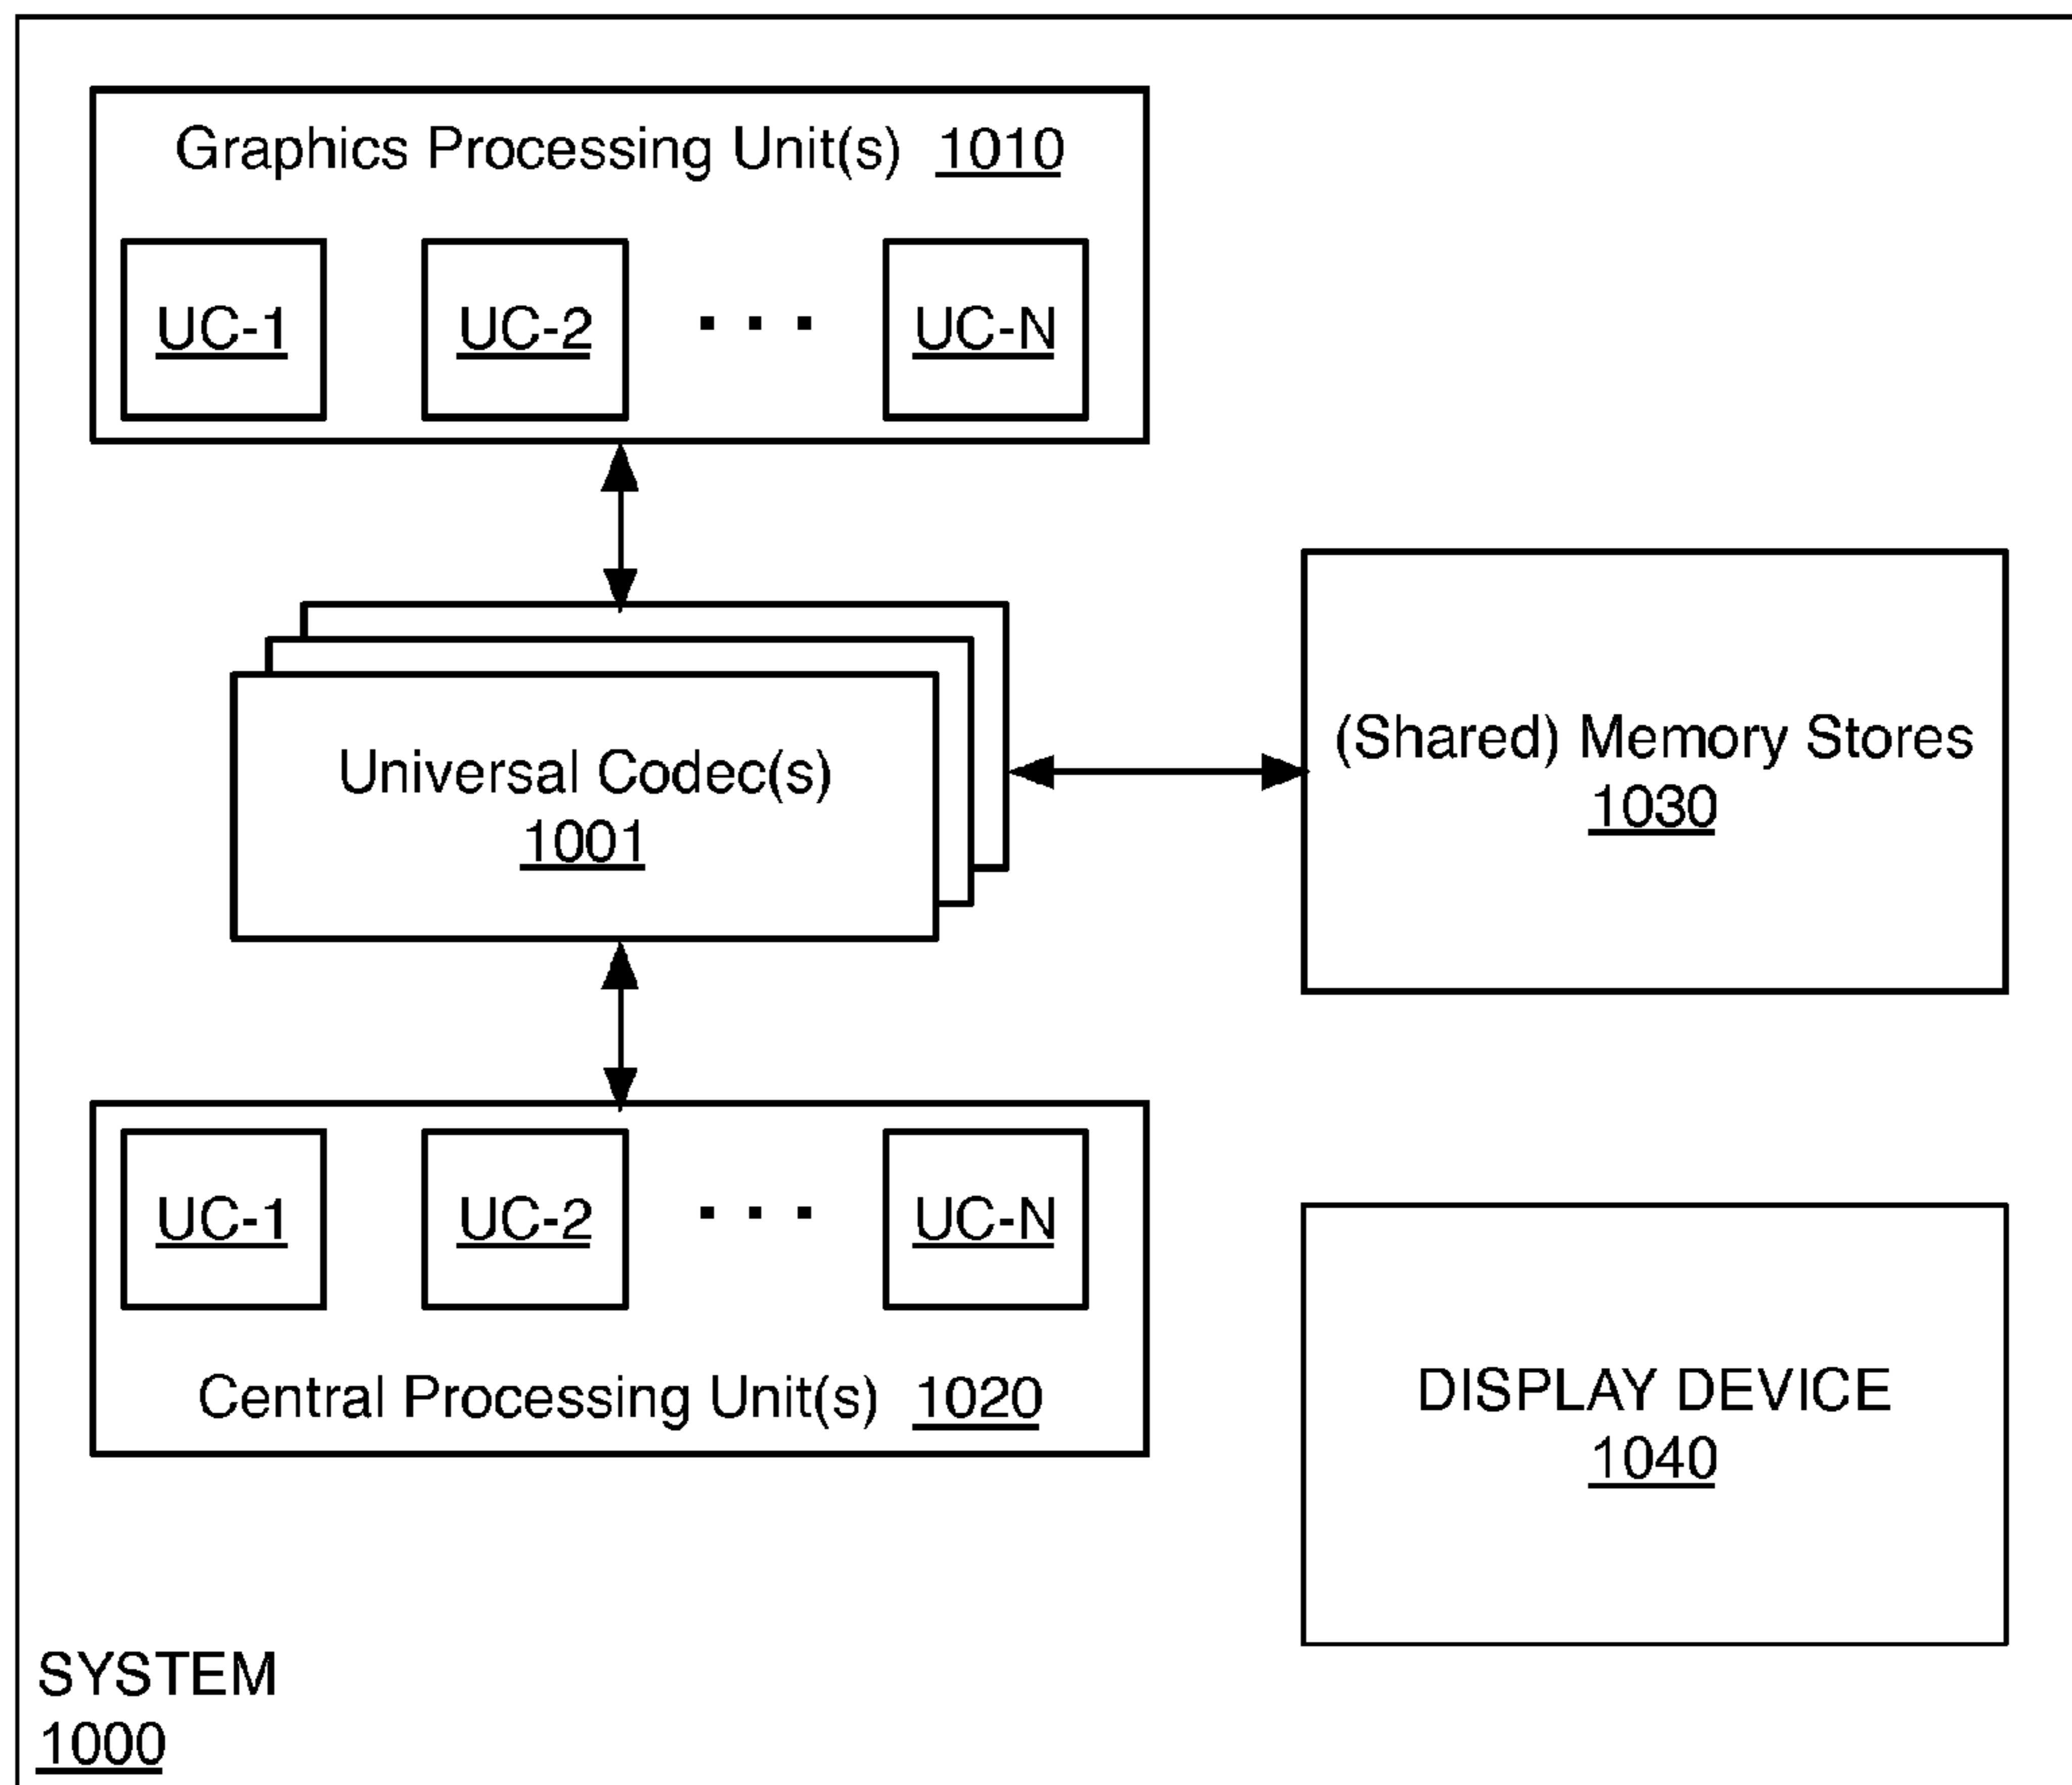 Graphics Processing Unit(s) 1010
UC-1 UC-2 ... UC-N
Universal Codec(s)
1001
(Shared) Memory Stores
1030
UC-1 UC-2 ... UC-N
Central Processing Unit(s) 1020
DISPLAY DEVICE
1040
SYSTEM
1000